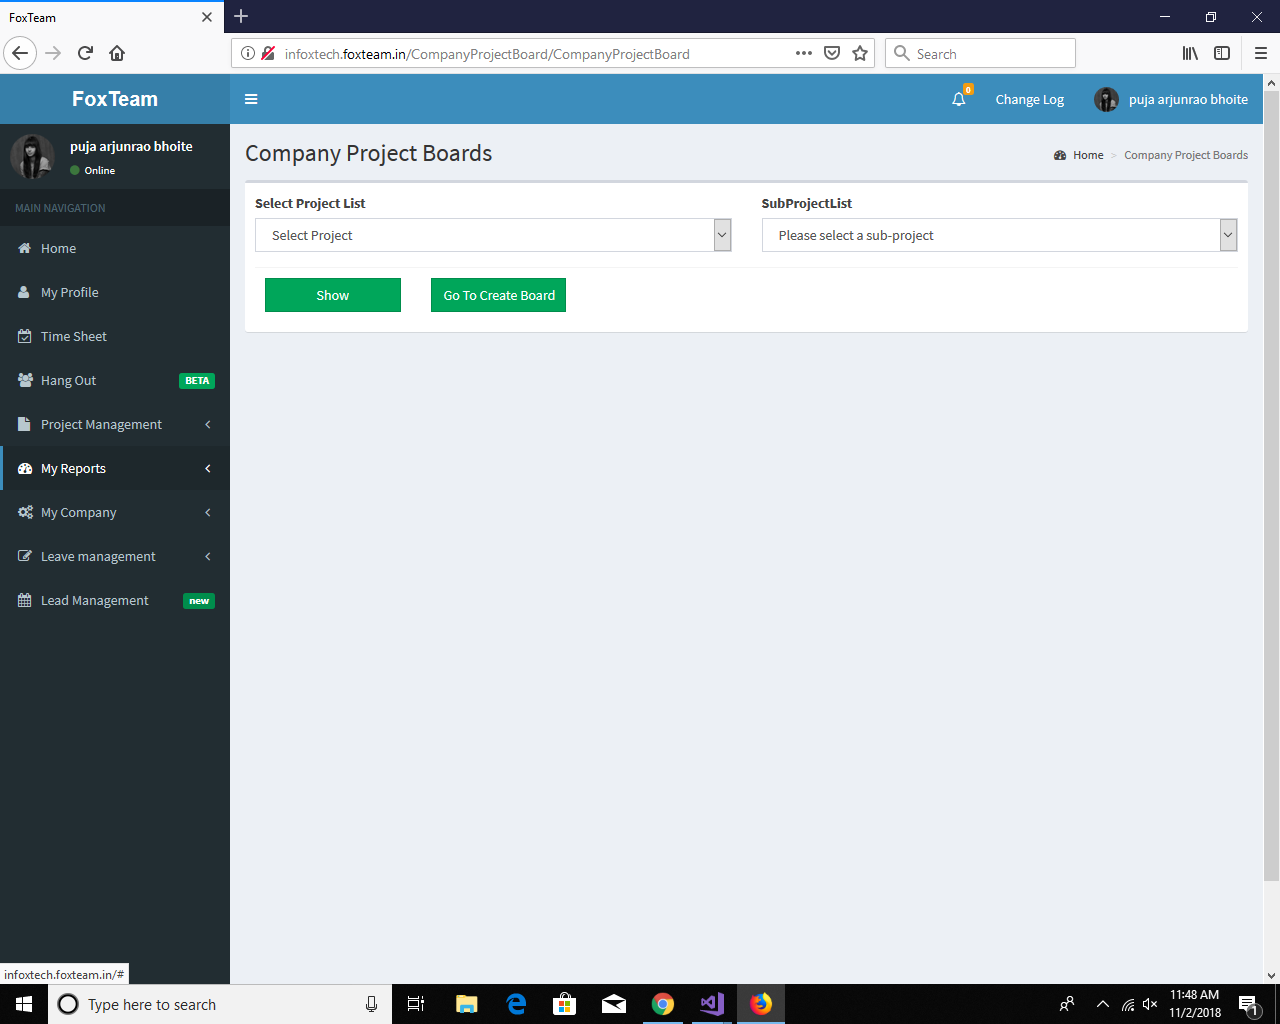 FoxTeam
infoxtech.foxteam.in/CompanyProjectBoard/CompanyProjectBoard
Search
FoxTeam
0
Change Log
puja arjunrao bhoite
puja arjunrao bhoite
Online
MAIN NAVIGATION
Home
My Profile
Time Sheet
Hang Out BETA
Project Management
My Reports
My Company
Leave management
Lead Management new
Company Project Boards
Home > Company Project Boards
Select Project List
Select Project
SubProjectList
Please select a sub-project
Show
Go To Create Board
infoxtech.foxteam.in/#
Type here to search
11:48 AM
11/2/2018
1